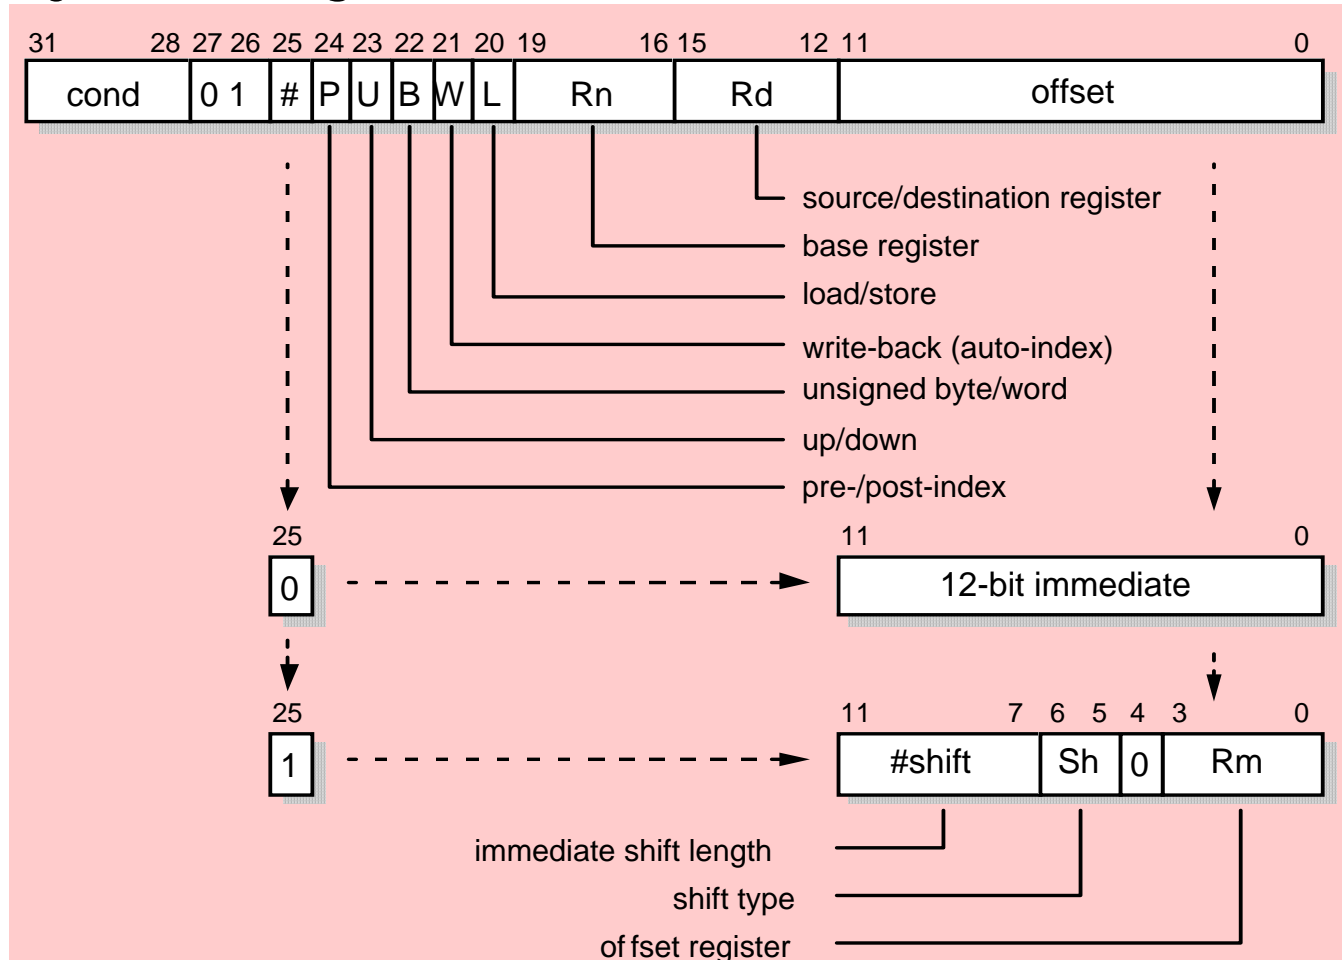 31 28 27 26 25 24 23 22 21 20 19 16 15 12 11 0
cond 0 1 # P U B W L Rn Rd offset
source/destination register
base register
load/store
write-back (auto-index)
unsigned byte/word
up/down
pre-/post-index
25 11 0
0 12-bit immediate
25 11 7 6 5 4 3 0
1 #shift Sh 0 Rm
immediate shift length
shift type
of fset register